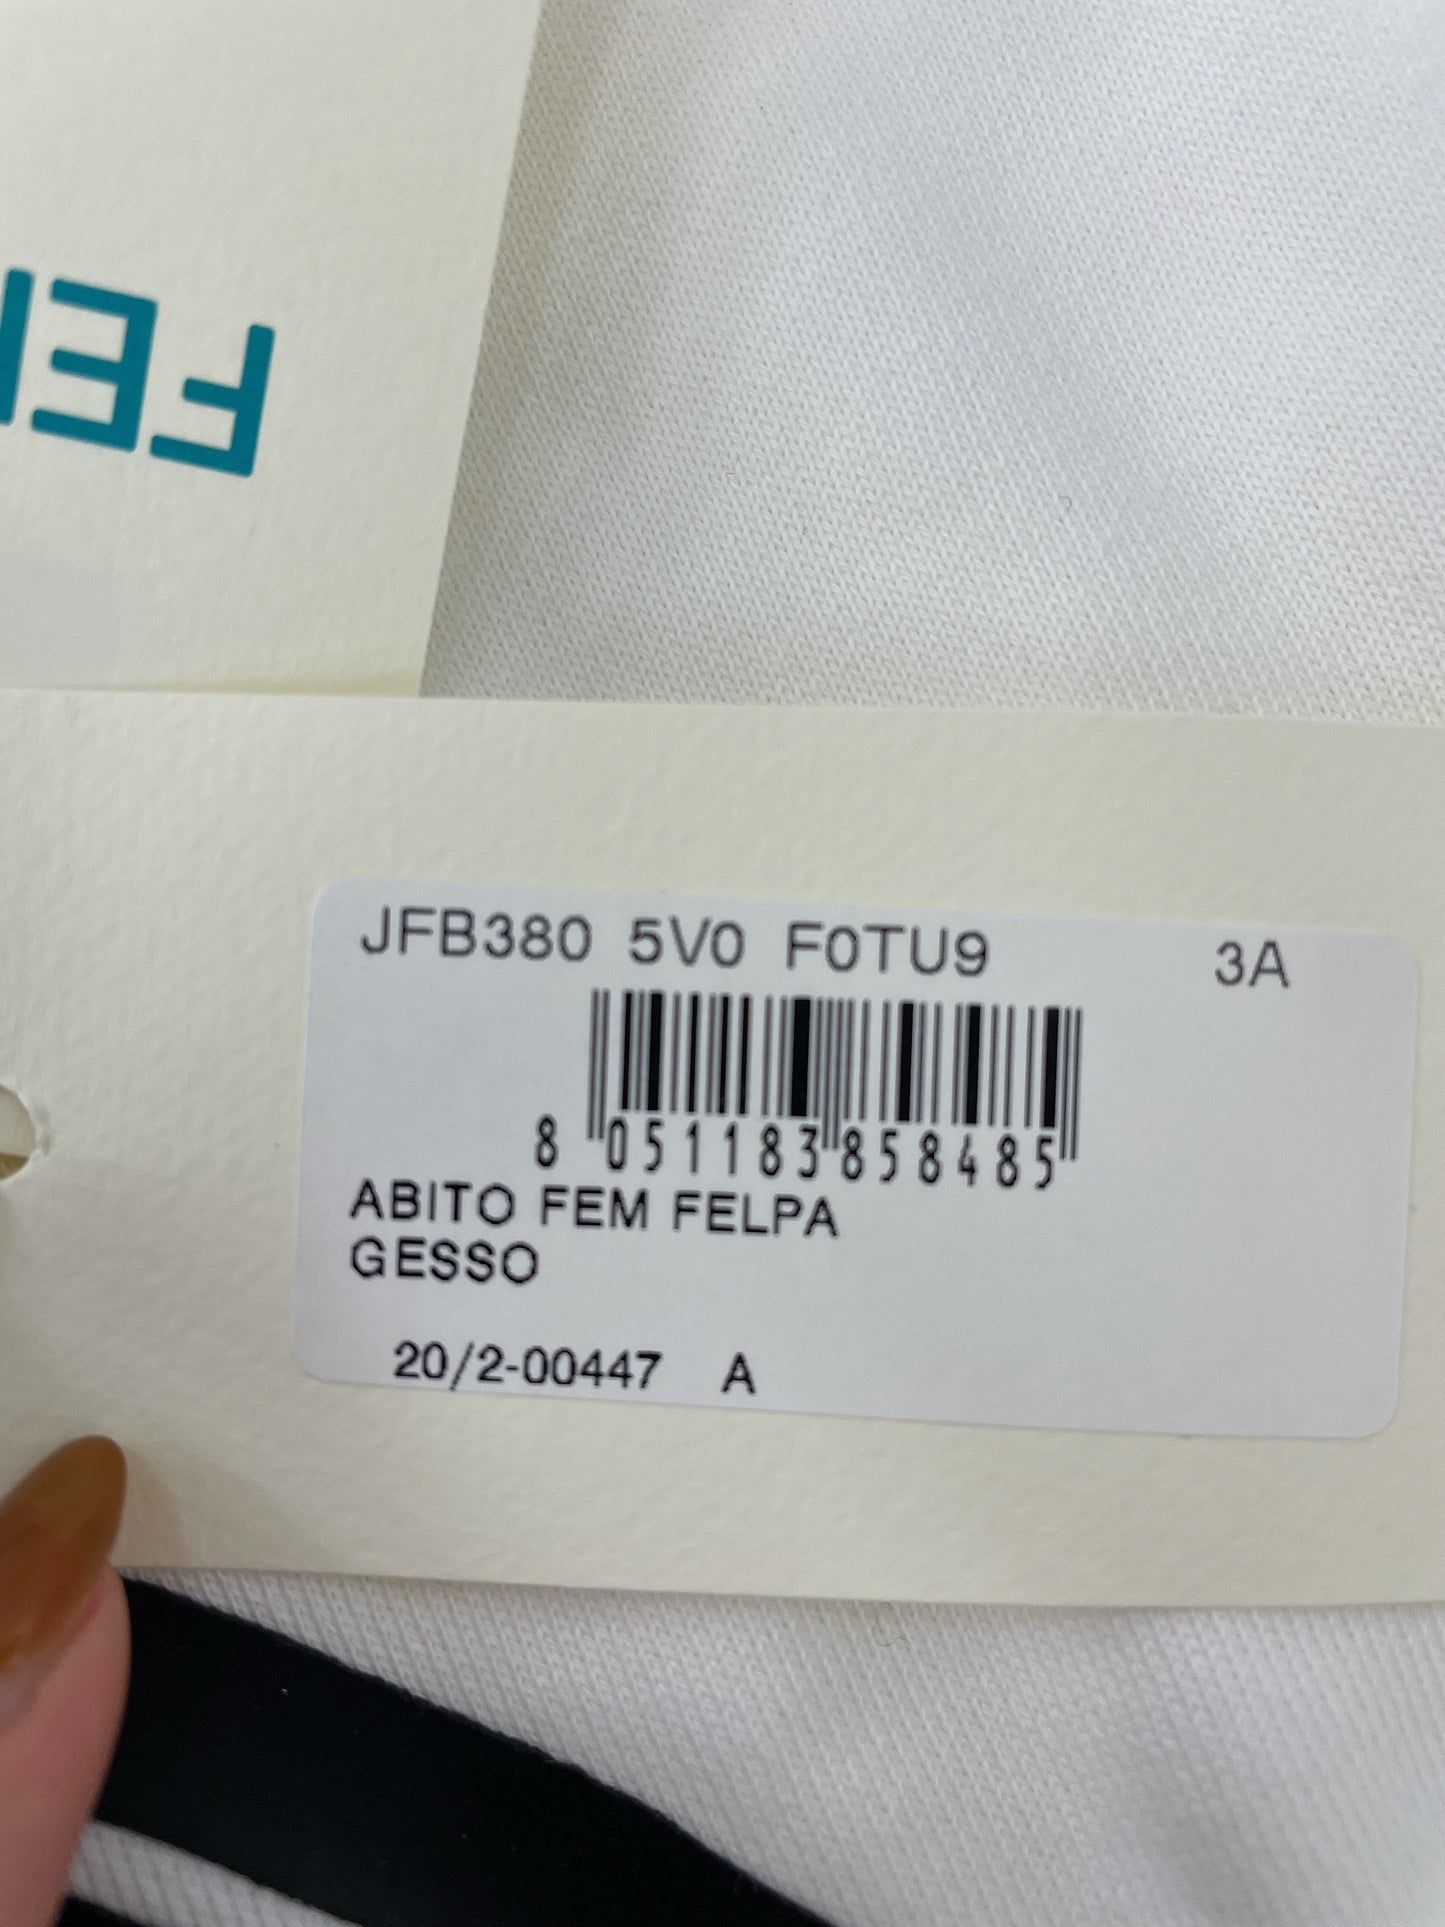 FE
JFB380 5V0 F0TU9 3A
8 051183 858485
ABITO FEM FELPA
GESSO
20/2-00447 A